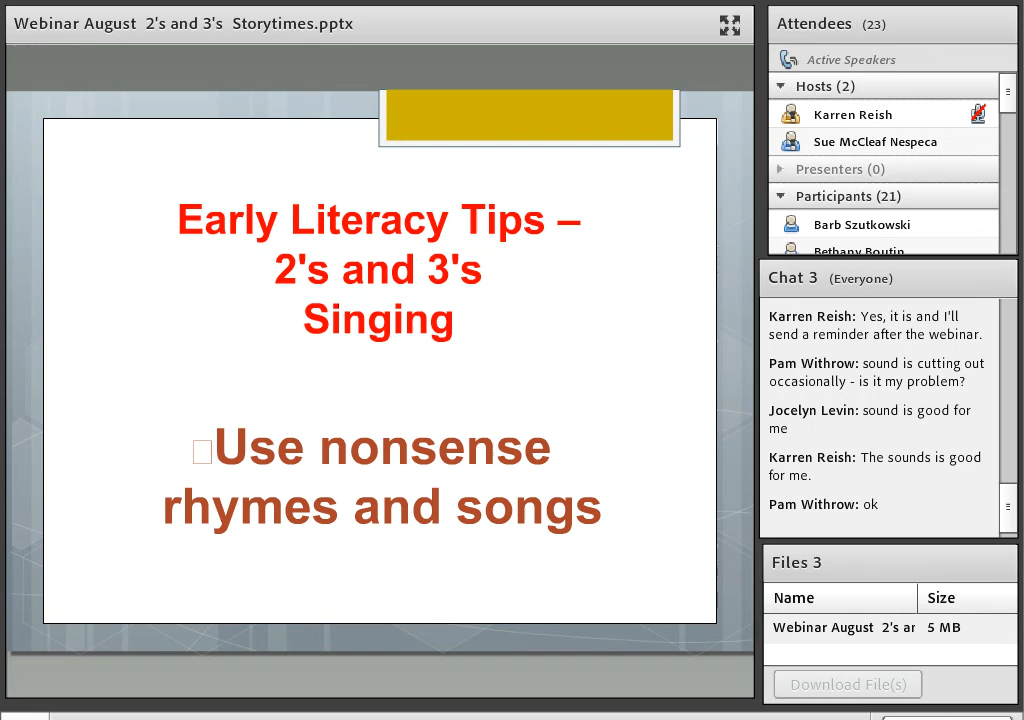 Webinar August  2's and 3's  Storytimes.pptx
Early Literacy Tips –
2's and 3's
Singing
Use nonsense
rhymes and songs
Attendees (23)
Active Speakers
Hosts (2)
Karren Reish
Sue McCleaf Nespeca
Presenters (0)
Participants (21)
Barb Szutkowski
Bethany Boutin
Chat 3 (Everyone)
Karren Reish: Yes, it is and I'll
send a reminder after the webinar.
Pam Withrow: sound is cutting out
occasionally - is it my problem?
Jocelyn Levin: sound is good for
me
Karren Reish: The sounds is good
for me.
Pam Withrow: ok
Files 3
Name Size
Webinar August  2's ar 5 MB
Download File(s)